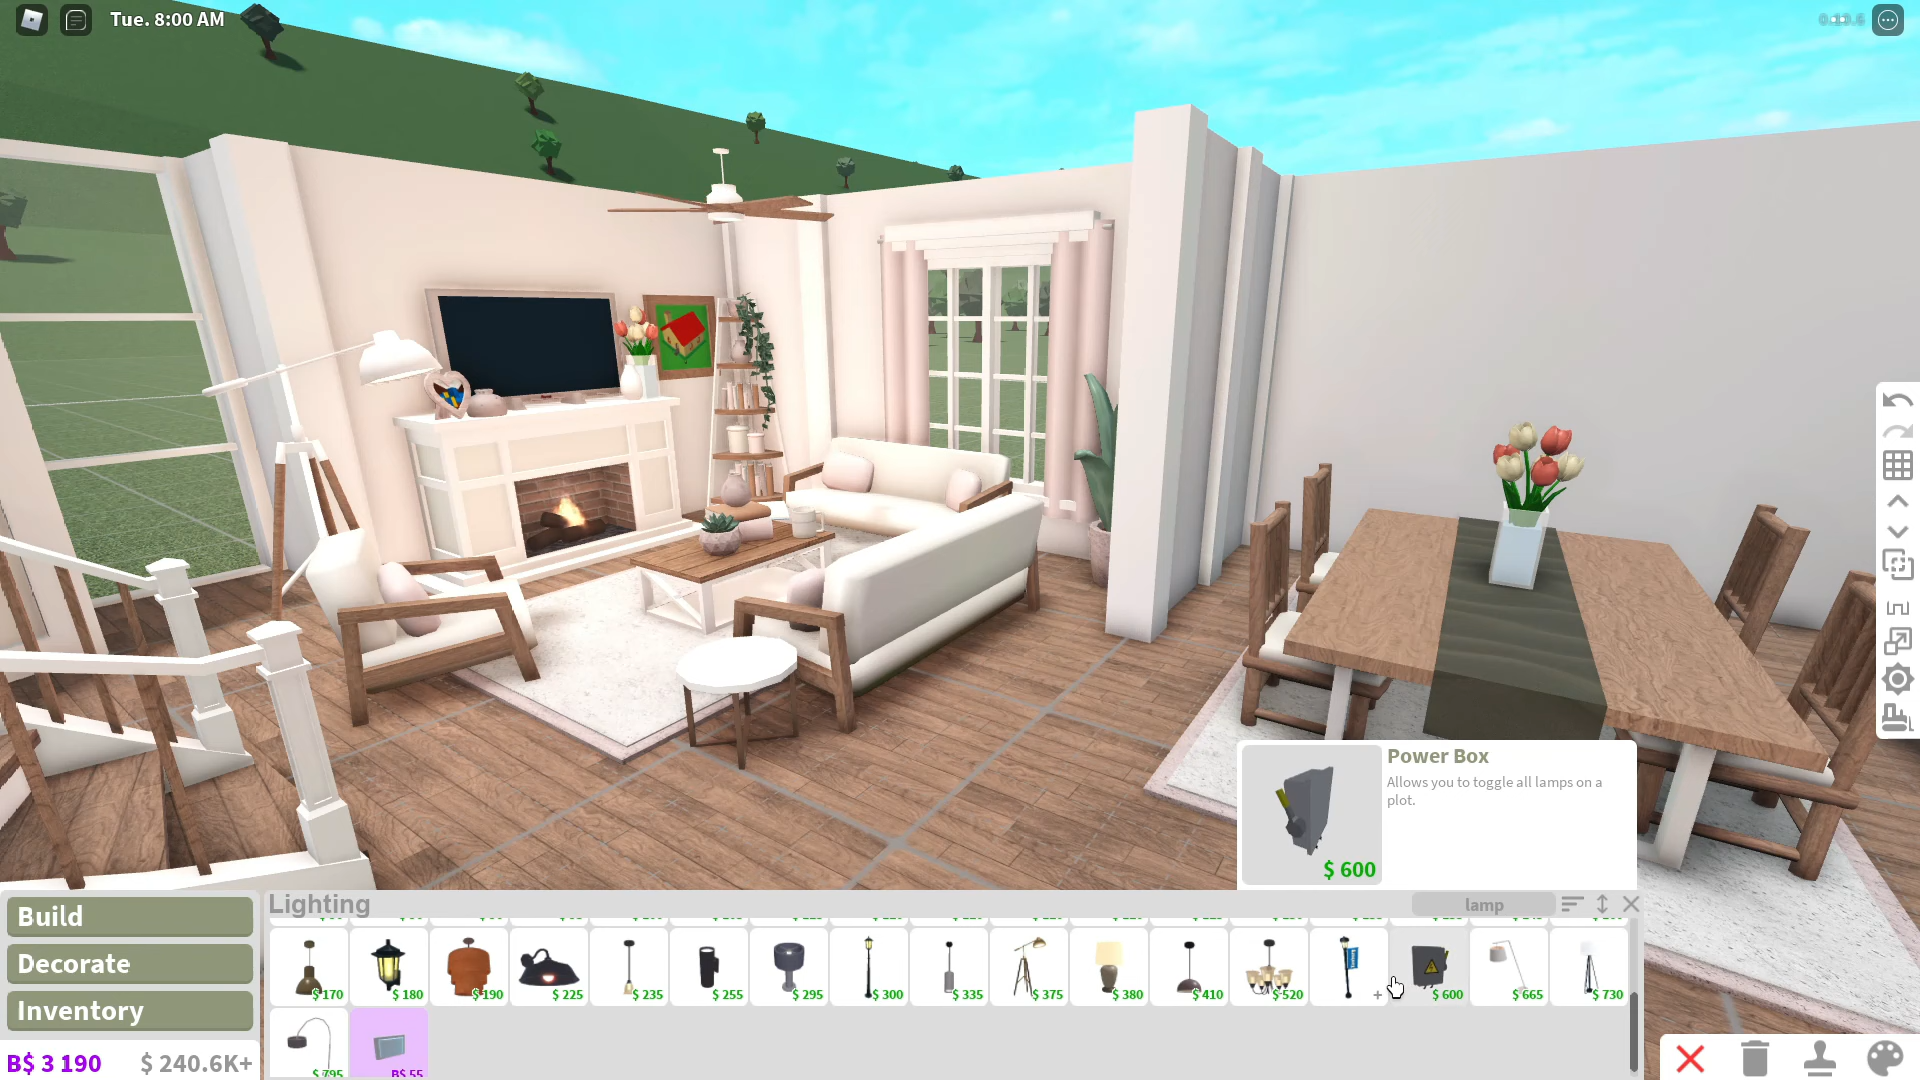 Tue. 8:00 AM
Power Box
Allows you to toggle all lamps on a
plot.
$ 600
Lighting
lamp
Build
Decorate
Inventory
B$ 3 190
$ 240.6K+
$ 170
$ 180
$ 190
$ 225
$ 235
$ 255
$ 295
$ 300
$ 335
$ 375
$ 380
$ 410
$ 520
+
$ 600
$ 665
$ 730
$ 795
B$ 55